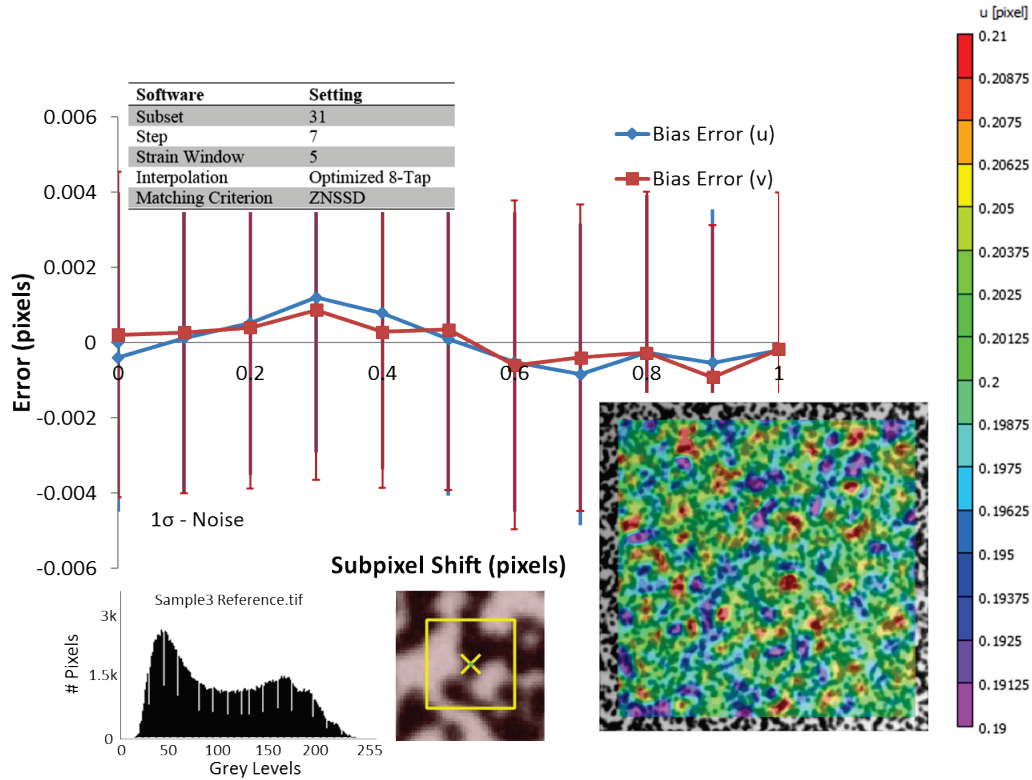 u [pixel]
0.21
0.20875
0.2075
0.20625
0.205
0.20375
0.2025
0.20125
0.2
0.19875
0.1975
0.19625
0.195
0.19375
0.1925
0.19125
0.19
Software Setting
Subset 31
Step 7
Strain Window 5
Interpolation Optimized 8-Tap
Matching Criterion ZNSSD
Bias Error (u)
Bias Error (v)
Error (pixels)
0.006
0.004
0.002
0
-0.002
-0.004
-0.006
0 0.2 0.4 0.6 0.8 1
1σ - Noise
Subpixel Shift (pixels)
Sample3 Reference.tif
# Pixels
3k
1.5k
0
0 50 100 150 200 255
Grey Levels